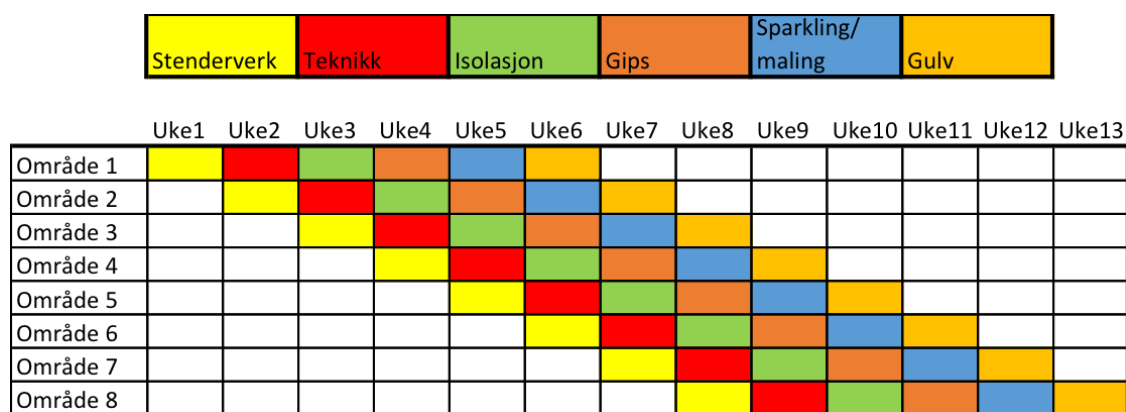 Stenderverk Teknikk Isolasjon Gips Sparkling/ maling Gulv
Uke1 Uke2 Uke3 Uke4 Uke5 Uke6 Uke7 Uke8 Uke9 Uke10 Uke11 Uke12 Uke13
Område 1
Område 2
Område 3
Område 4
Område 5
Område 6
Område 7
Område 8